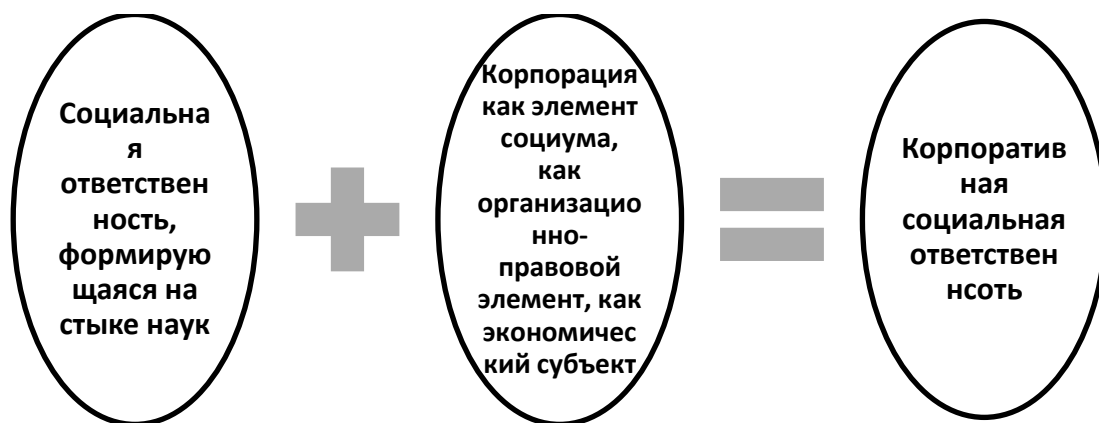 Социальна
я
ответствен
ность,
формирую
щаяся на
стыке наук
Корпорация
как элемент
социума,
как
организацио
нно-
правовой
элемент, как
экономичес
кий субъект
Корпоратив
ная
социальная
ответствен
нсоть